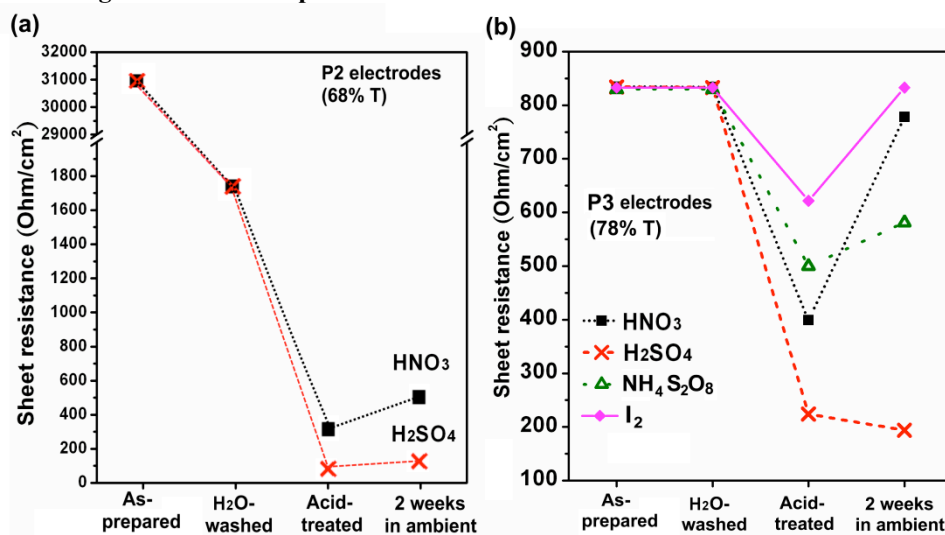 (a)
Sheet resistance (Ohm/cm²)
32000
31000
30000
29000
1800
1600
1400
1200
1000
800
600
400
200
0
P2 electrodes
(68% T)
HNO₃
H₂SO₄
As-
prepared
H₂O-
washed
Acid-
treated
2 weeks
in ambient
(b)
Sheet resistance (Ohm/cm²)
900
800
700
600
500
400
300
200
100
P3 electrodes
(78% T)
HNO₃
H₂SO₄
NH₄S₂O₈
I₂
As-
prepared
H₂O-
washed
Acid-
treated
2 weeks
in ambient